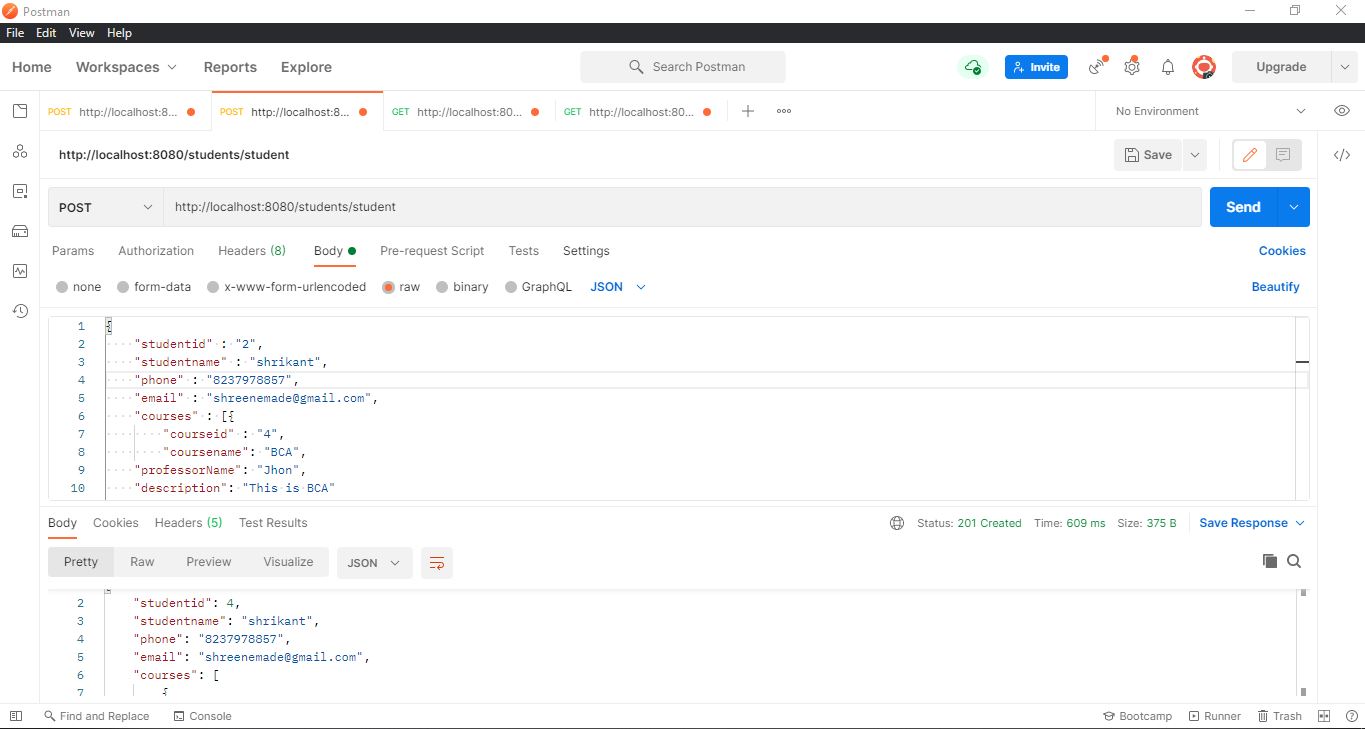 Postman
File Edit View Help
Home Workspaces Reports Explore Search Postman Invite Upgrade
POST http://localhost:8... POST http://localhost:8... GET http://localhost:80... GET http://localhost:80... No Environment
http://localhost:8080/students/student Save
POST http://localhost:8080/students/student Send
Params Authorization Headers (8) Body Pre-request Script Tests Settings Cookies
none form-data x-www-form-urlencoded raw binary GraphQL JSON Beautify
1 {
2 "studentid" : "2",
3 "studentname" : "shrikant",
4 "phone" : "8237978857",
5 "email" : "shreenemade@gmail.com",
6 "courses" : [{
7 "courseid" : "4",
8 "coursename": "BCA",
9 "professorName": "Jhon",
10 "description": "This is BCA"
Body Cookies Headers (5) Test Results Status: 201 Created Time: 609 ms Size: 375 B Save Response
Pretty Raw Preview Visualize JSON
2 "studentid": 4,
3 "studentname": "shrikant",
4 "phone": "8237978857",
5 "email": "shreenemade@gmail.com",
6 "courses": [
7 {
Find and Replace Console Bootcamp Runner Trash